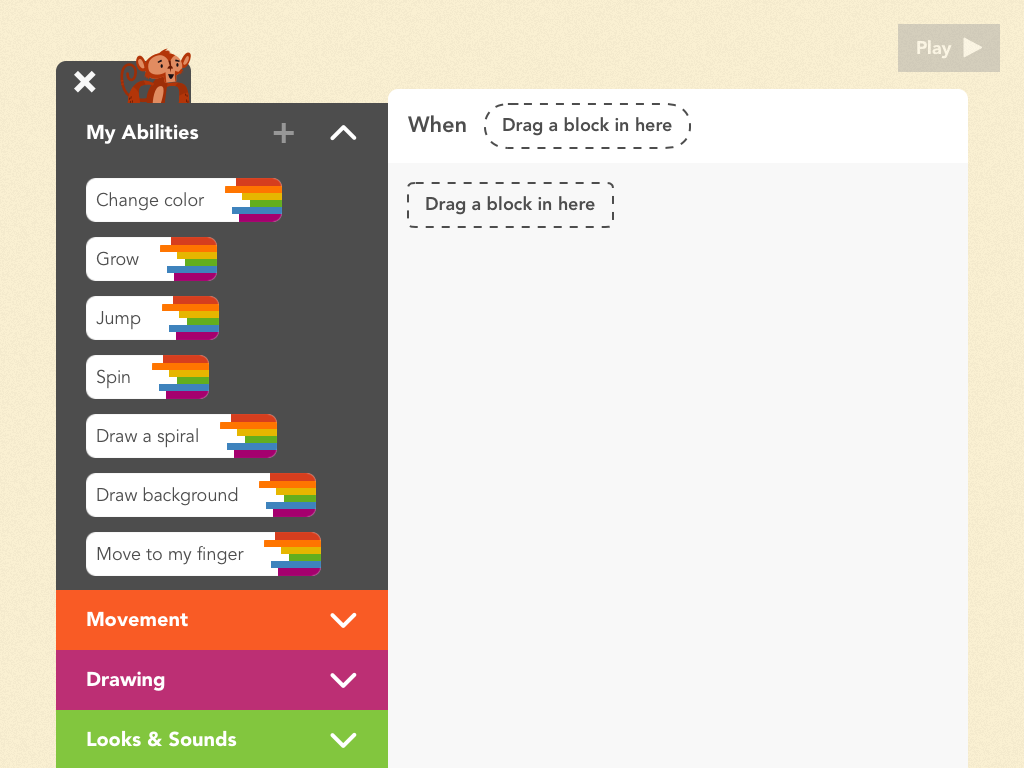 Play
My Abilities
Change color
Grow
Jump
Spin
Draw a spiral
Draw background
Move to my finger
Movement
Drawing
Looks & Sounds
When Drag a block in here
Drag a block in here